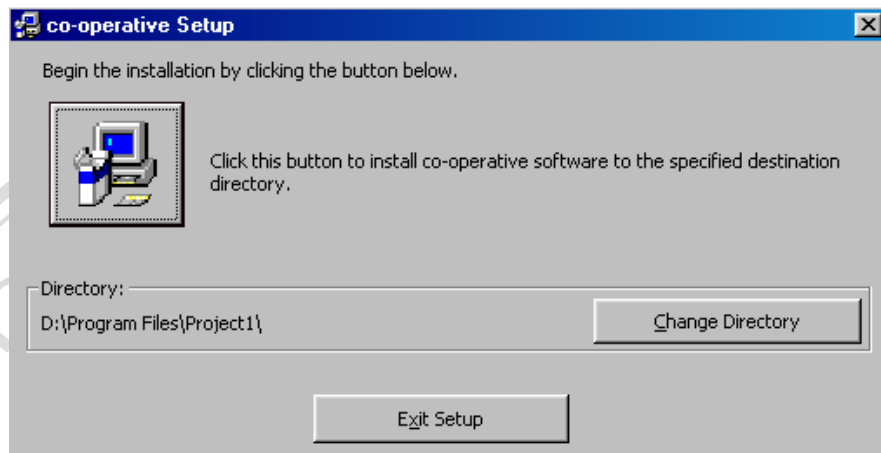 co-operative Setup
Begin the installation by clicking the button below.
Click this button to install co-operative software to the specified destination
directory.
Directory:
D:\Program Files\Project1\
Change Directory
Exit Setup